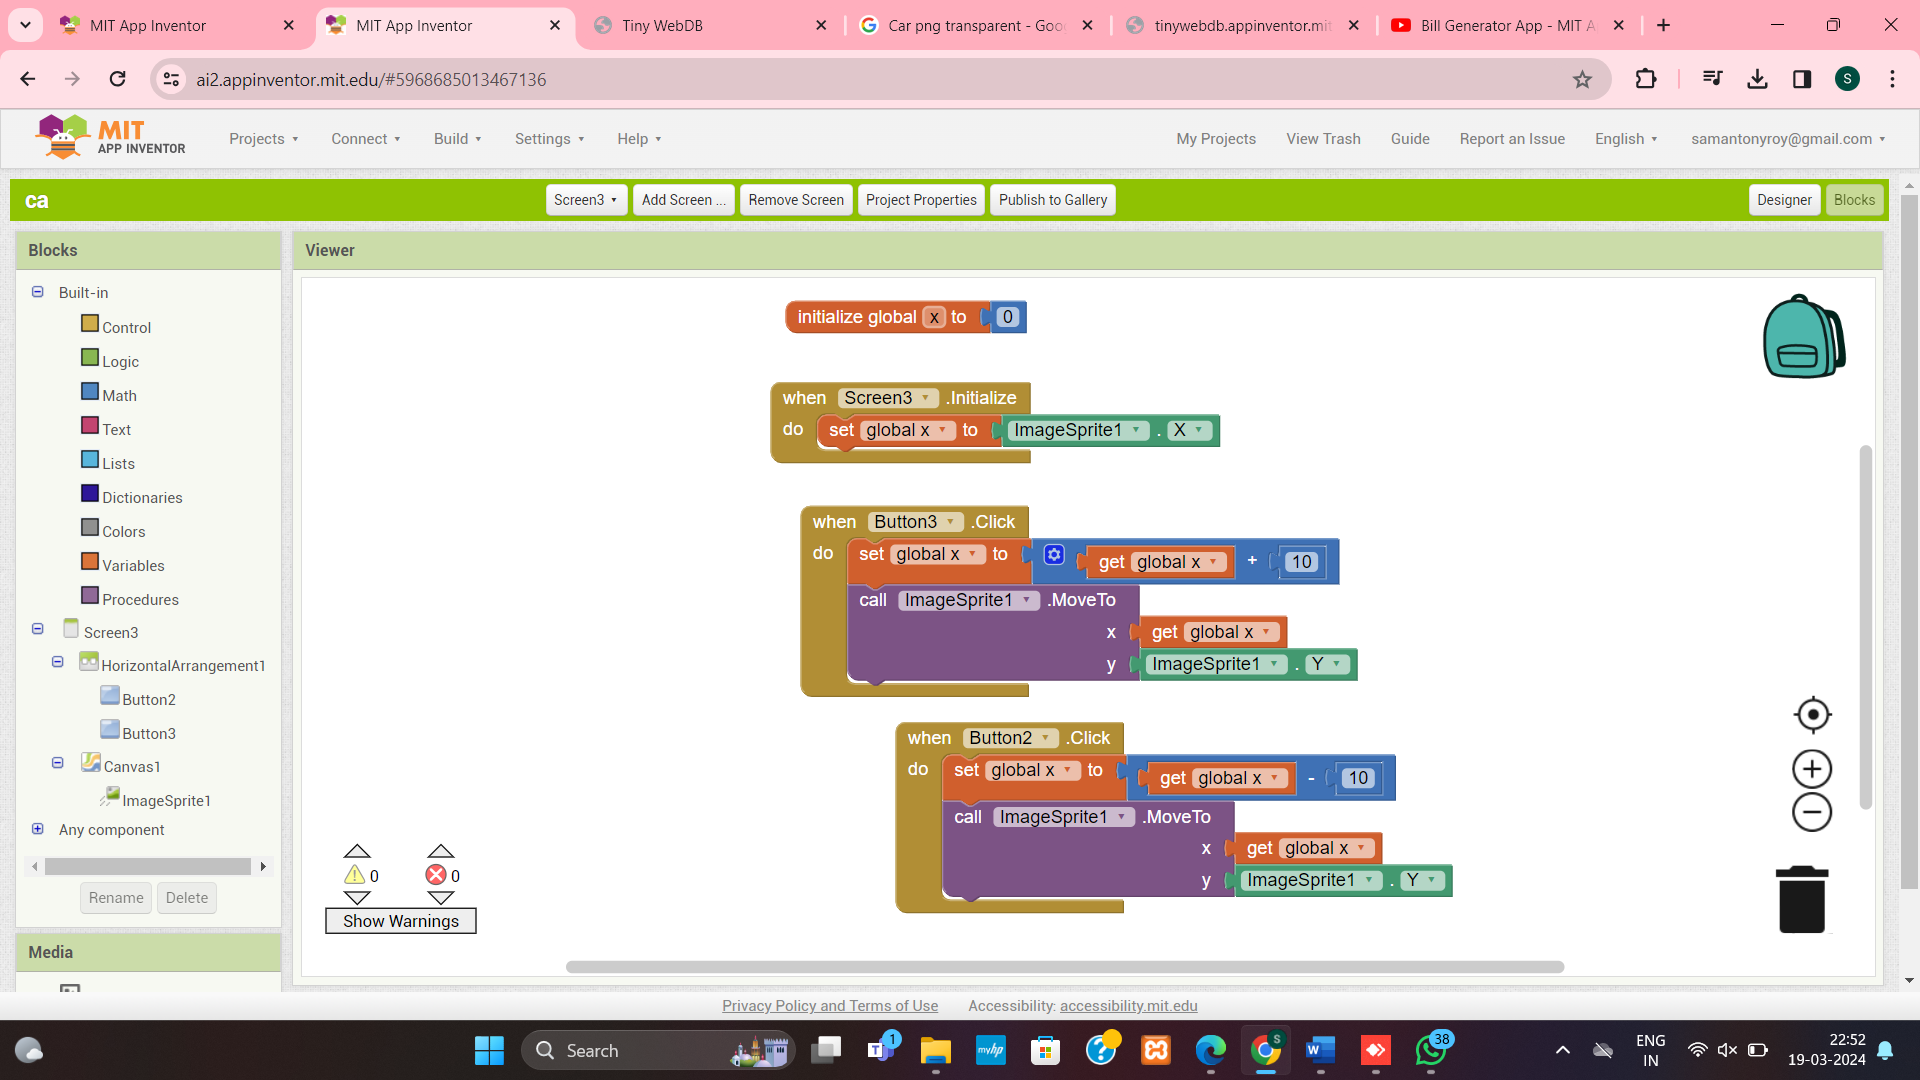 MIT App Inventor
MIT App Inventor
Tiny WebDB
Car png transparent - Goo
tinywebdb.appinventor.mit
Bill Generator App - MIT A
ai2.appinventor.mit.edu/#5968685013467136
S
MIT
APP INVENTOR
Projects
Connect
Build
Settings
Help
My Projects
View Trash
Guide
Report an Issue
English
samantonyroy@gmail.com
ca
Screen3
Add Screen ...
Remove Screen
Project Properties
Publish to Gallery
Designer
Blocks
Blocks
Viewer
Built-in
Control
Logic
Math
Text
Lists
Dictionaries
Colors
Variables
Procedures
Screen3
HorizontalArrangement1
Button2
Button3
Canvas1
ImageSprite1
Any component
Rename
Delete
Media
initialize global x to 0
when Screen3 .Initialize
do set global x to ImageSprite1 . X
when Button3 .Click
do set global x to get global x + 10
call ImageSprite1 .MoveTo
x get global x
y ImageSprite1 . Y
when Button2 .Click
do set global x to get global x - 10
call ImageSprite1 .MoveTo
x get global x
y ImageSprite1 . Y
0
0
Show Warnings
Privacy Policy and Terms of Use
Accessibility: accessibility.mit.edu
Search
1
myhp
38
ENG
IN
22:52
19-03-2024